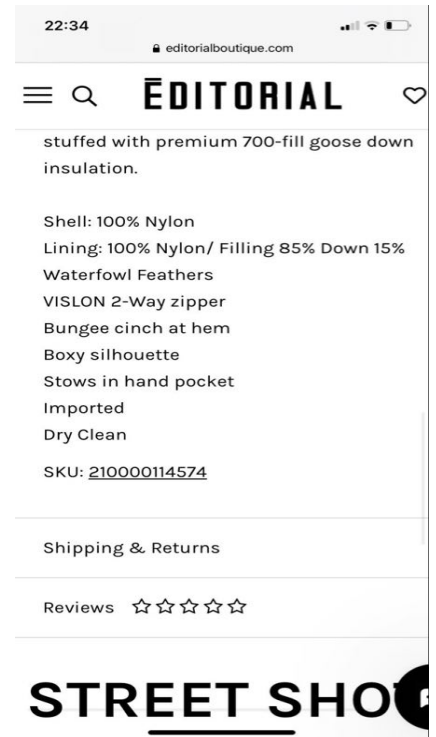 22:34
editorialboutique.com
ĒDITORIAL
stuffed with premium 700-fill goose down
insulation.
Shell: 100% Nylon
Lining: 100% Nylon/ Filling 85% Down 15%
Waterfowl Feathers
VISLON 2-Way zipper
Bungee cinch at hem
Boxy silhouette
Stows in hand pocket
Imported
Dry Clean
SKU: 210000114574
Shipping & Returns
Reviews
STREET SHO